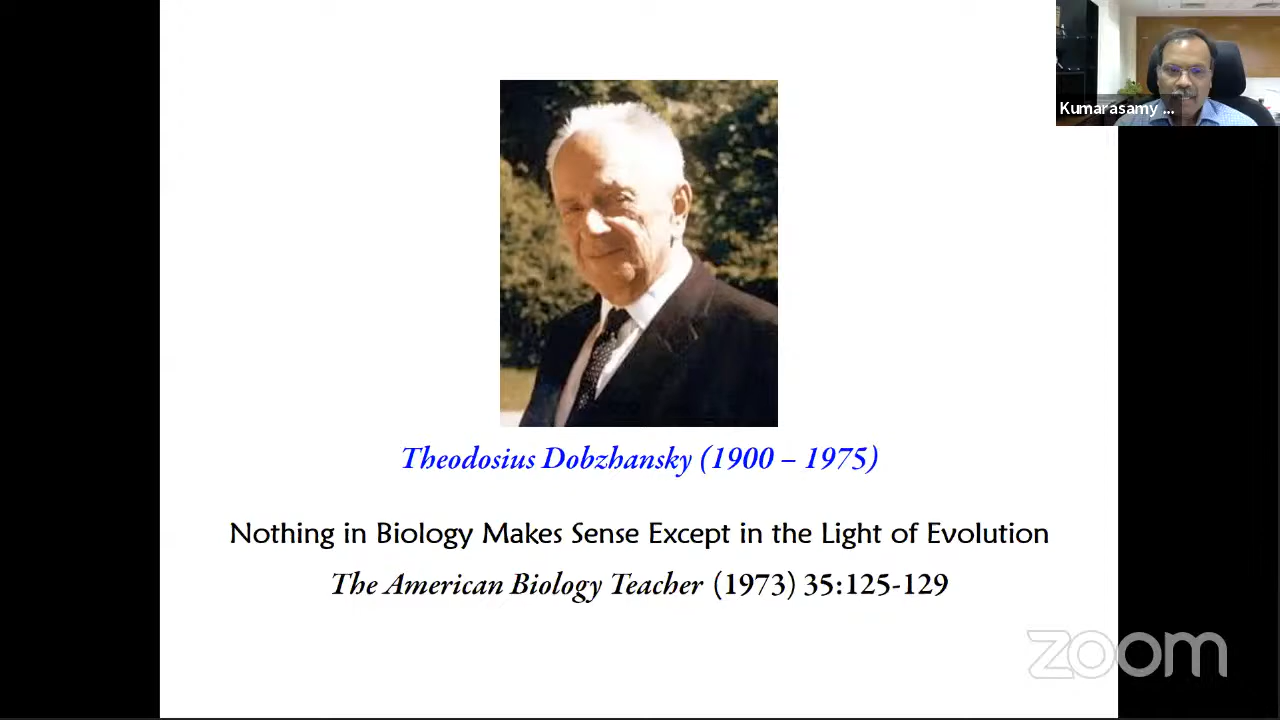 Kumarasamy ...
Theodosius Dobzhansky (1900 – 1975)
Nothing in Biology Makes Sense Except in the Light of Evolution
The American Biology Teacher (1973) 35:125-129
zoom